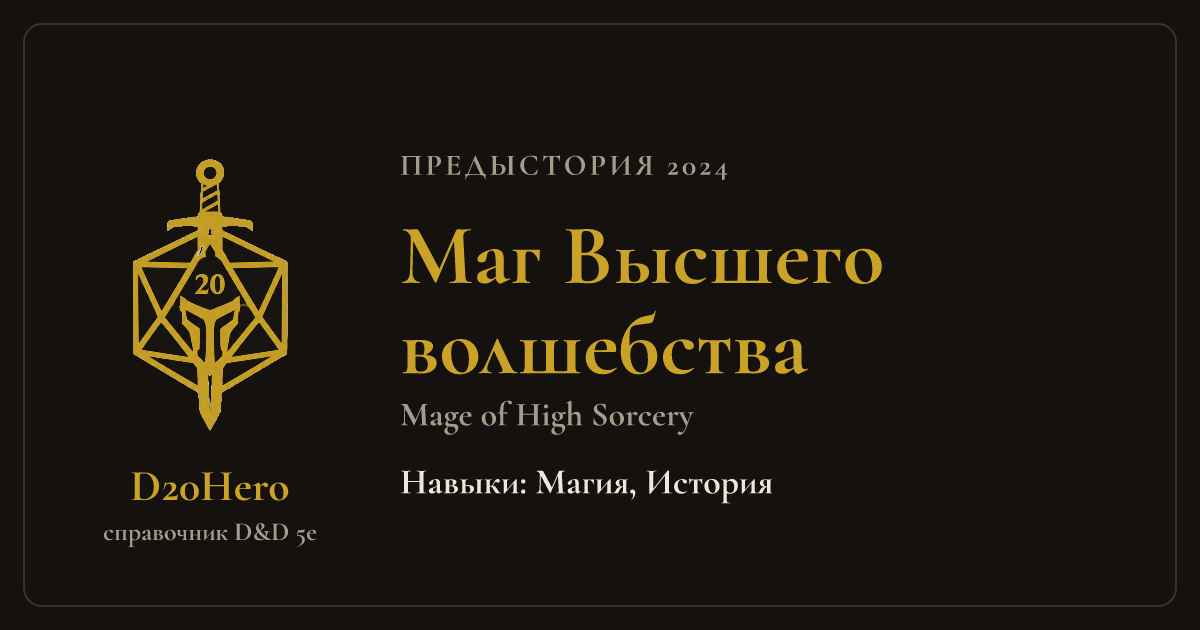 20
D20Hero
справочник D&D 5e
ПРЕДЫСТОРИЯ 2024
Маг Высшего
волшебства
Mage of High Sorcery
Навыки: Магия, История